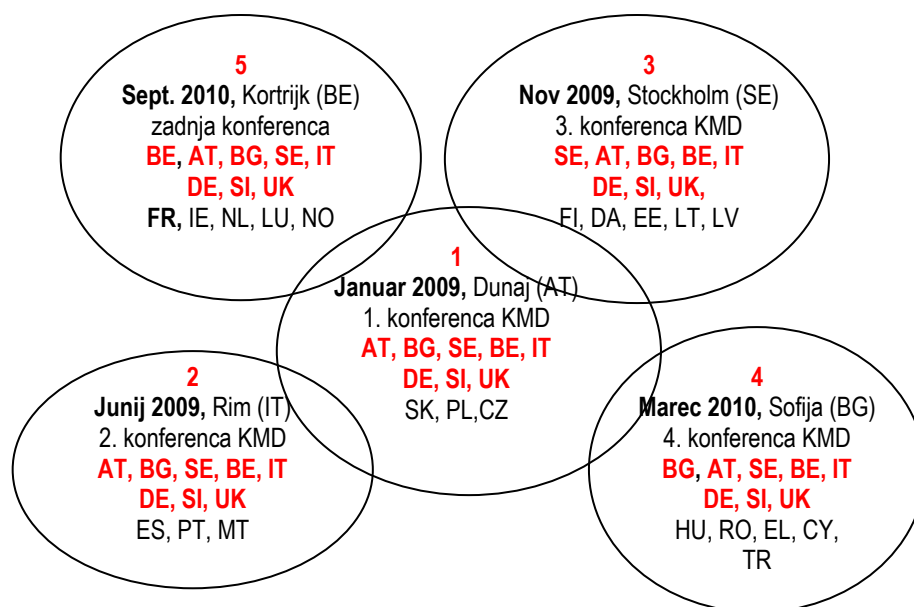 5
Sept. 2010, Kortrijk (BE)
zadnja konferenca
BE, AT, BG, SE, IT
DE, SI, UK
FR, IE, NL, LU, NO
3
Nov 2009, Stockholm (SE)
3. konferenca KMD
SE, AT, BG, BE, IT
DE, SI, UK,
FI, DA, EE, LT, LV
1
Januar 2009, Dunaj (AT)
1. konferenca KMD
AT, BG, SE, BE, IT
DE, SI, UK
SK, PL,CZ
2
Junij 2009, Rim (IT)
2. konferenca KMD
AT, BG, SE, BE, IT
DE, SI, UK
ES, PT, MT
4
Marec 2010, Sofija (BG)
4. konferenca KMD
BG, AT, SE, BE, IT
DE, SI, UK
HU, RO, EL, CY,
TR